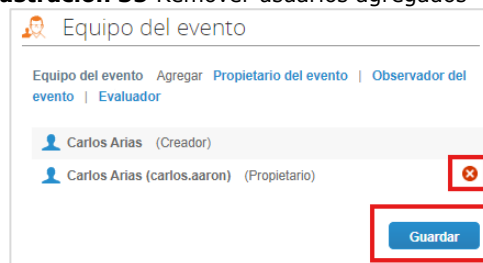 Ilustración 55 Remover usuarios agregados
Equipo del evento
Equipo del evento Agregar Propietario del evento | Observador del
evento | Evaluador
Carlos Arias (Creador)
Carlos Arias (carlos.aaron) (Propietario)
Guardar